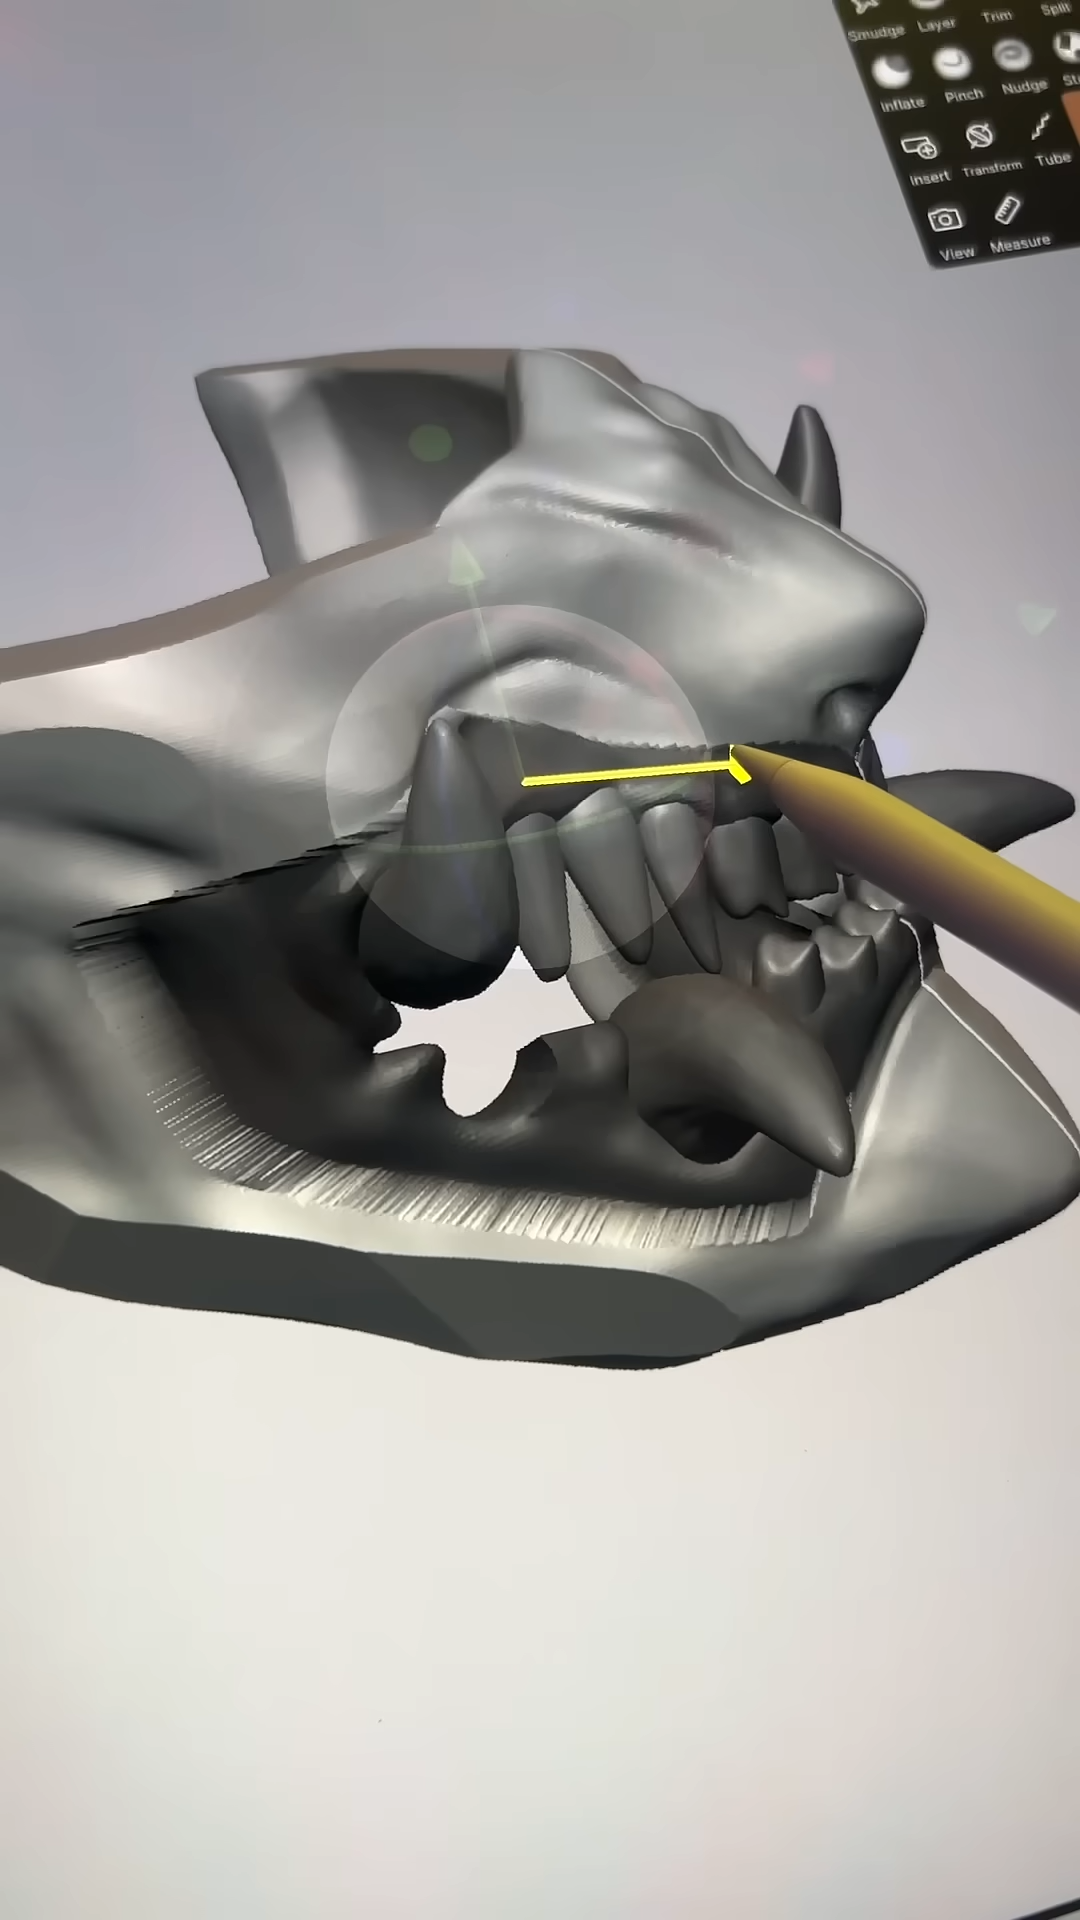 Smudge Layer Trim Split
Inflate Pinch Nudge
Insert Transform Tube
View Measure